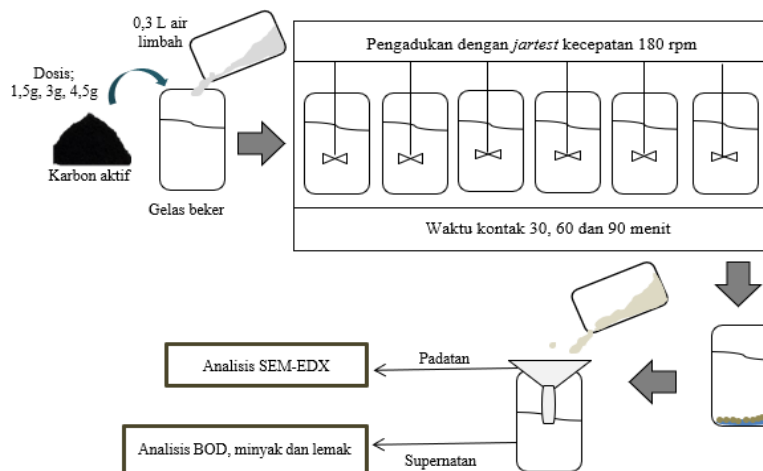 0,3 L air
limbah
Dosis;
1,5g, 3g, 4,5g
Karbon aktif
Gelas beker
Pengadukan dengan jartest kecepatan 180 rpm
Waktu kontak 30, 60 dan 90 menit
Analisis SEM-EDX
Padatan
Analisis BOD, minyak dan lemak
Supernatan